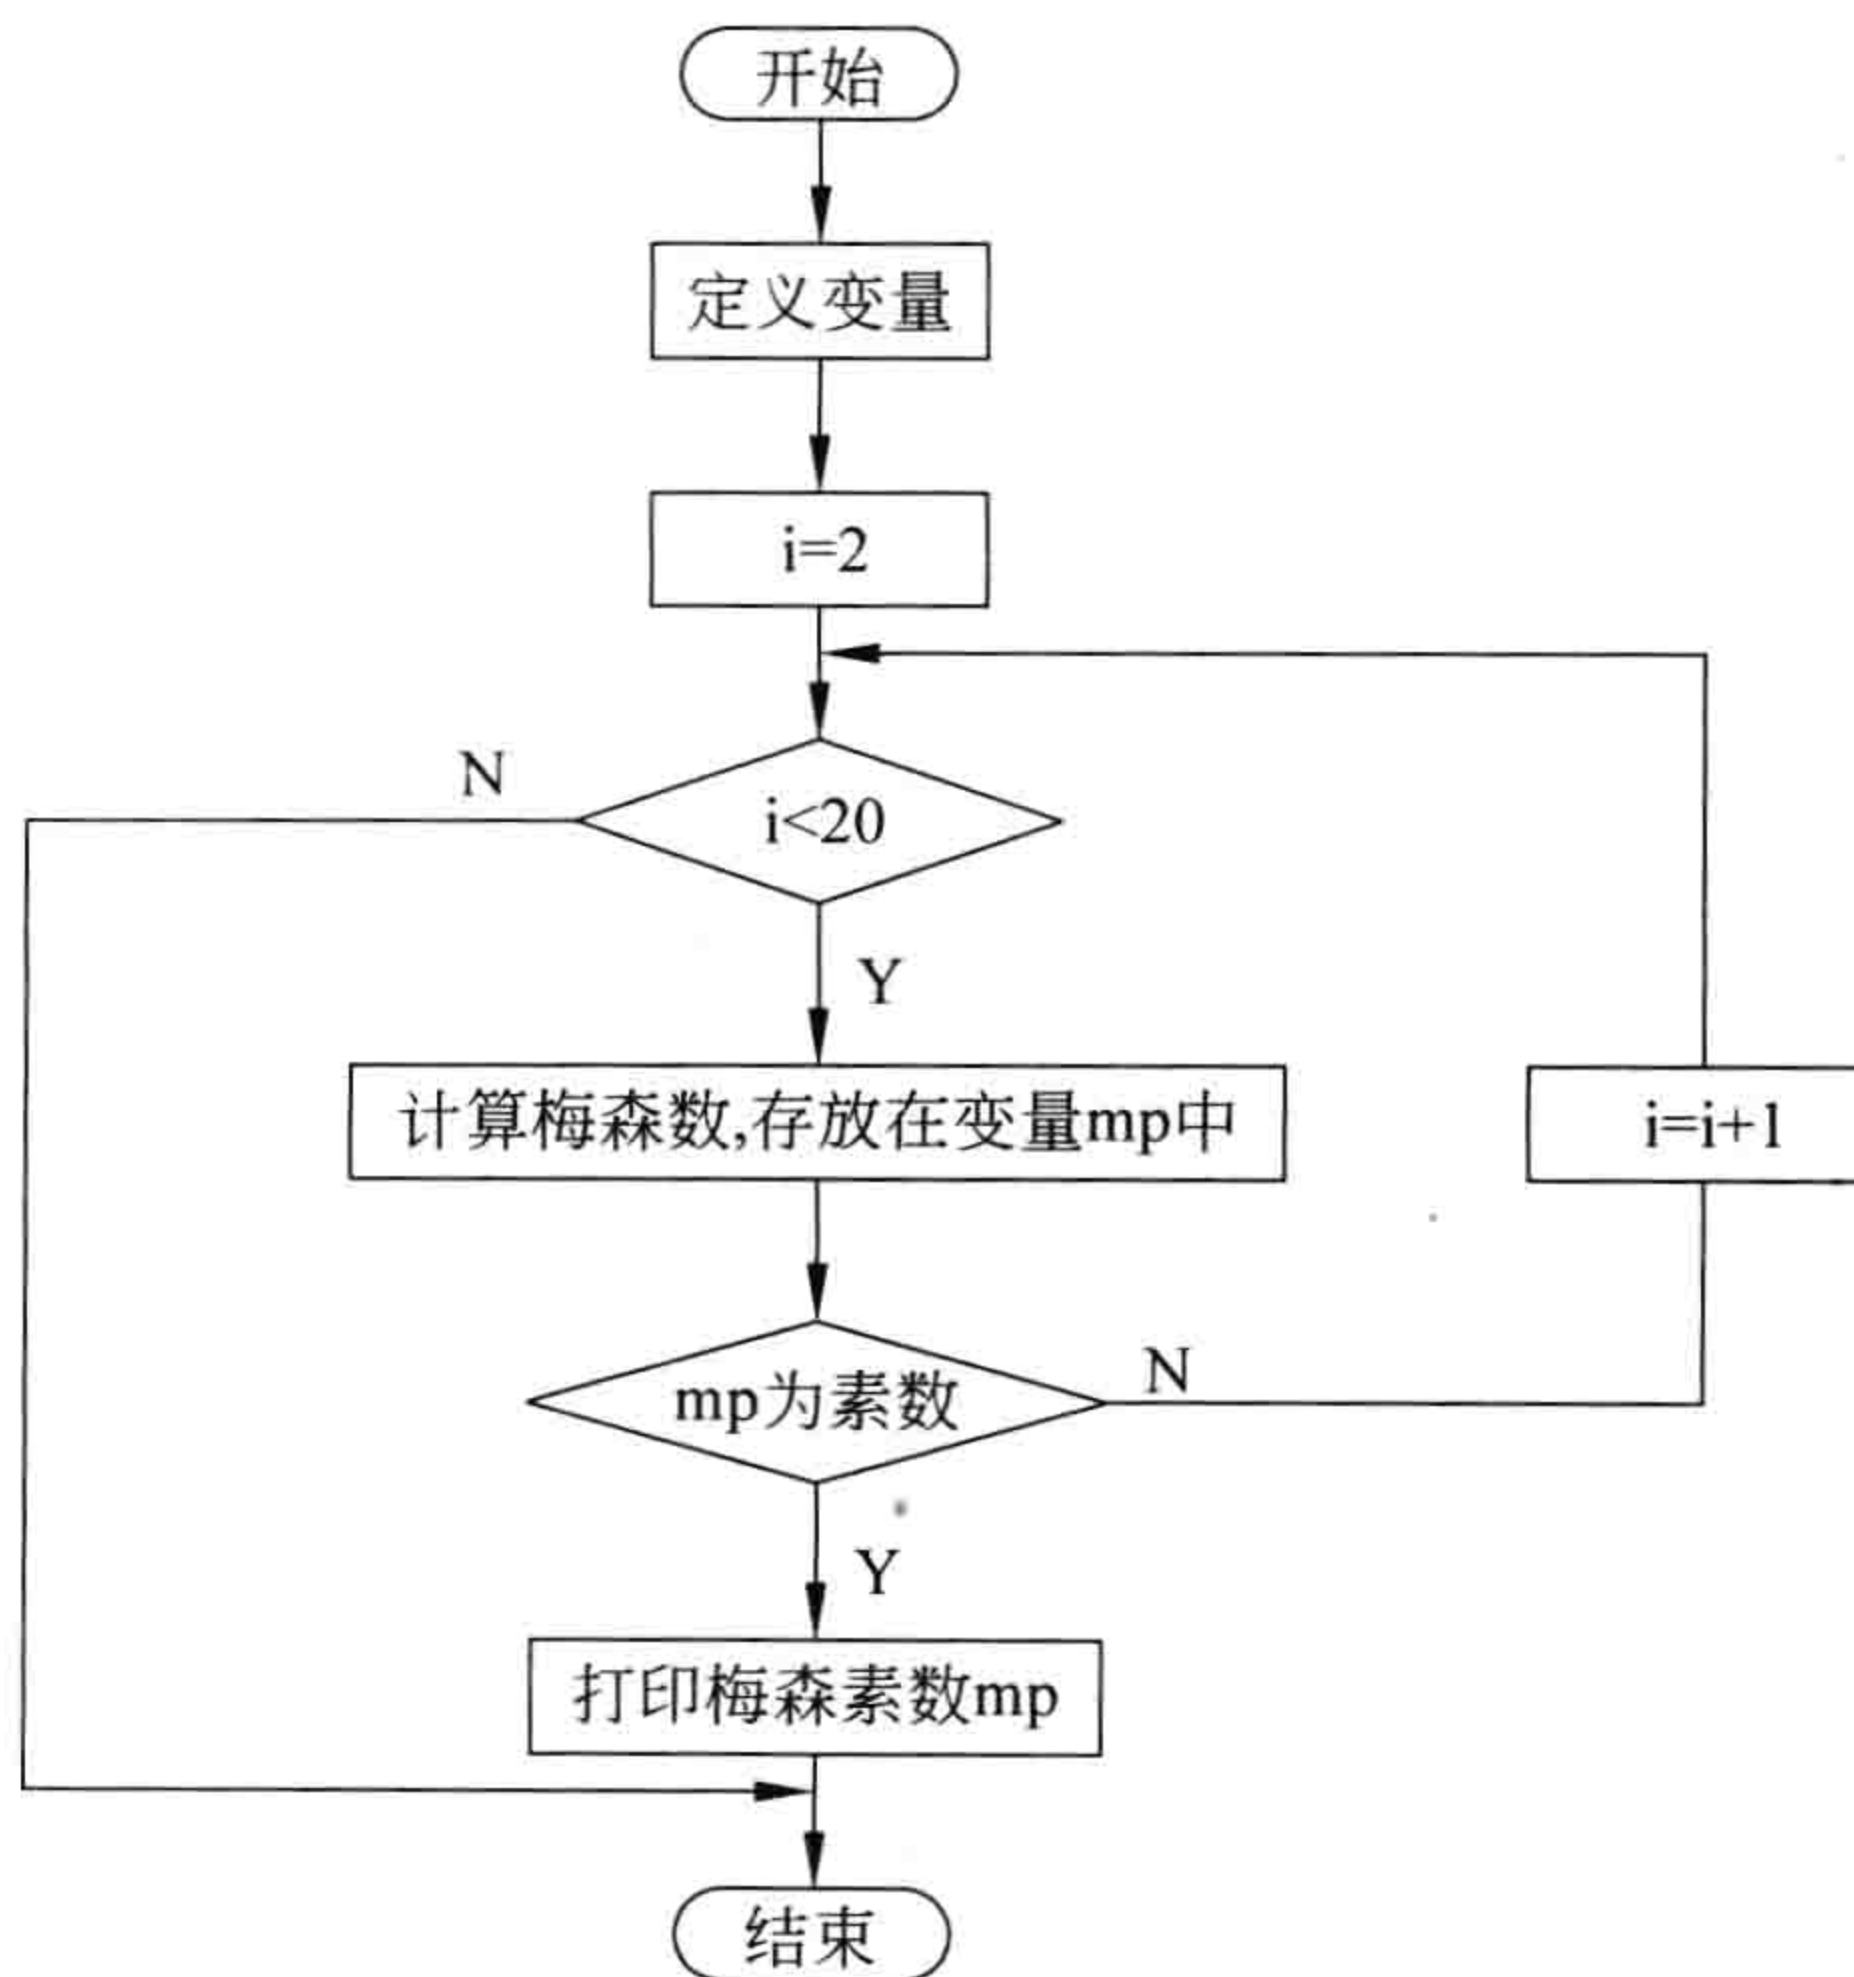 开始
定义变量
i=2
N
i<20
Y
计算梅森数,存放在变量mp中
i=i+1
mp为素数
N
Y
打印梅森素数mp
结束